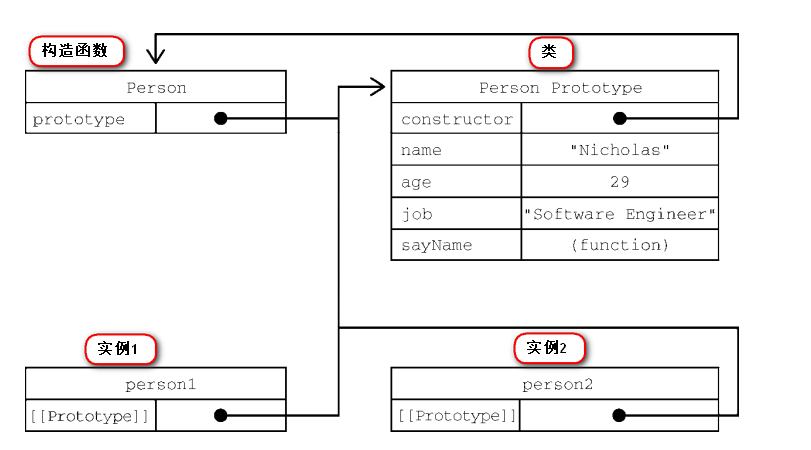 构造函数
类
Person
Person Prototype
prototype
constructor
name
"Nicholas"
age
29
job
"Software Engineer"
sayName
(function)
实例1
实例2
person1
person2
[[Prototype]]
[[Prototype]]